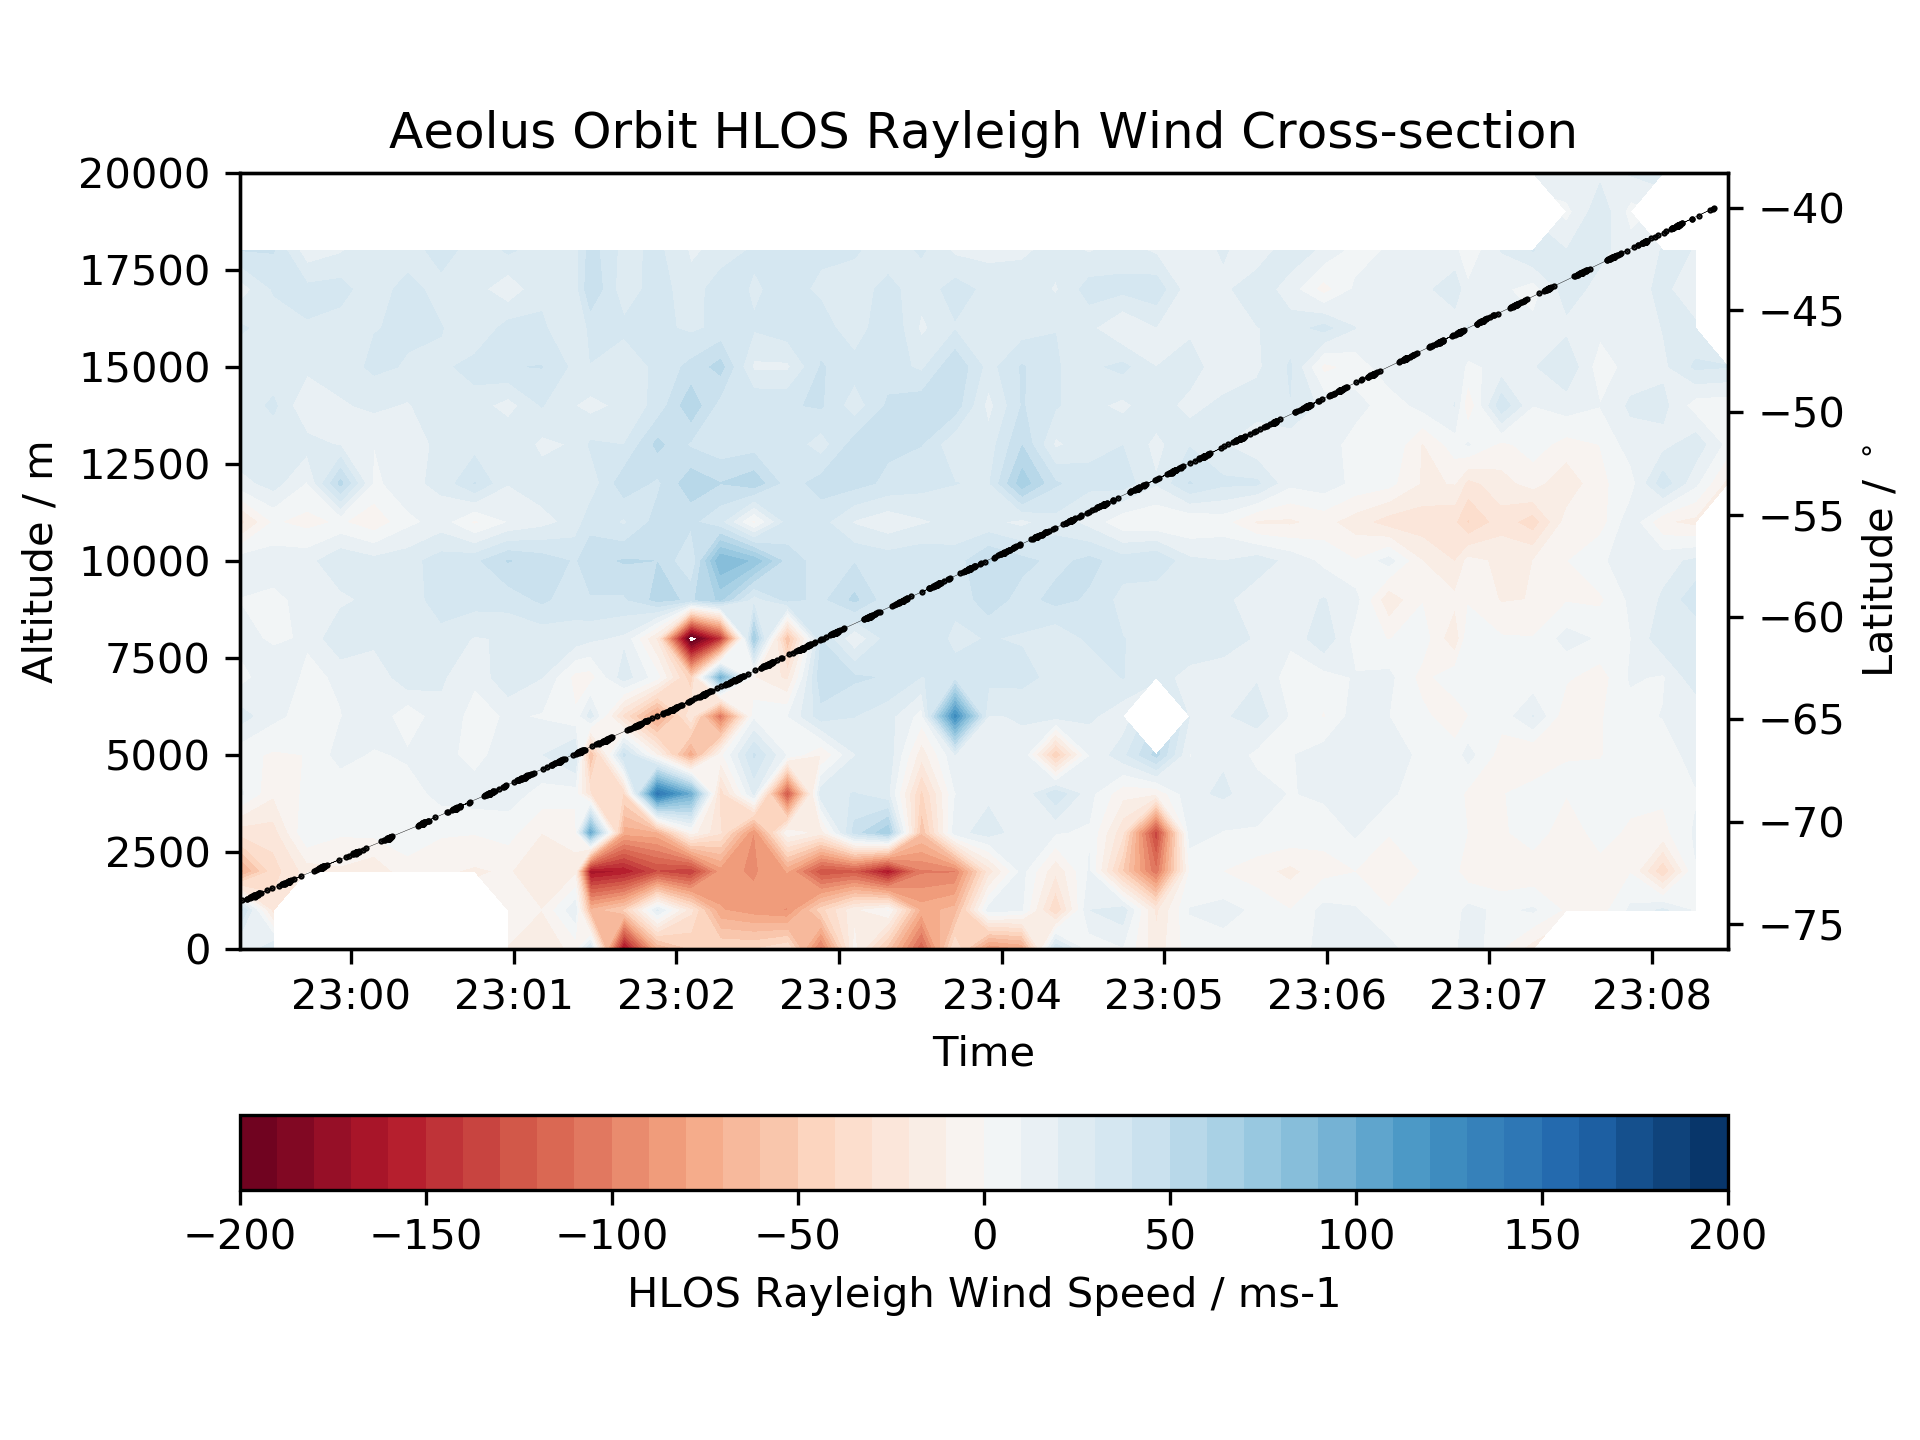 Aeolus Orbit HLOS Rayleigh Wind Cross-section
20000
17500
15000
12500
10000
7500
5000
2500
0
Altitude / m
−40
−45
−50
−55
−60
−65
−70
−75
Latitude / °
23:00 23:01 23:02 23:03 23:04 23:05 23:06 23:07 23:08
Time
−200 −150 −100 −50 0 50 100 150 200
HLOS Rayleigh Wind Speed / ms-1